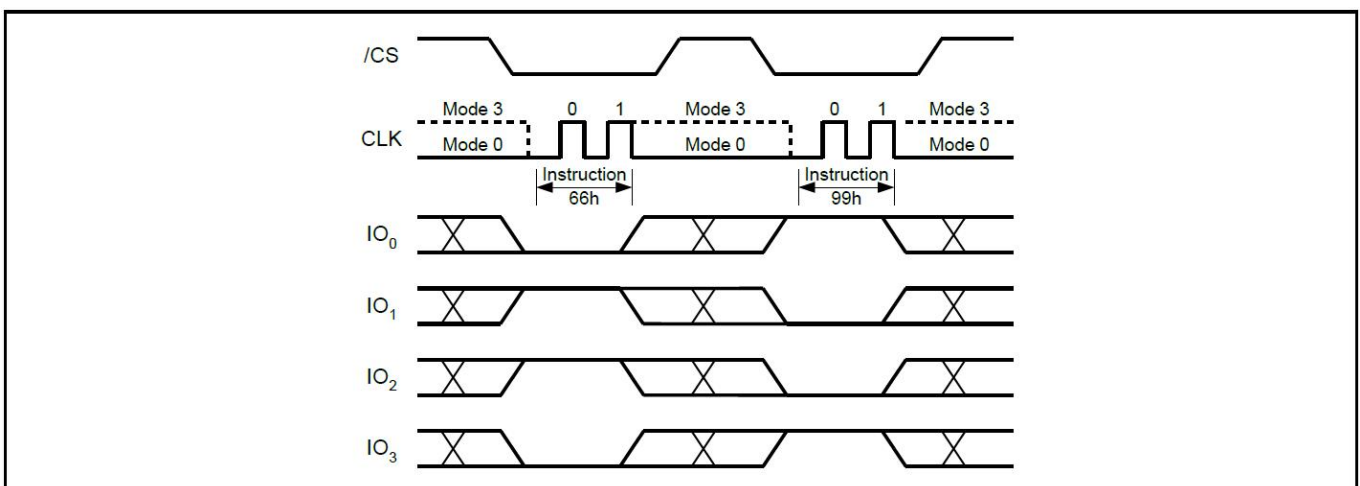 /CS
Mode 3 0 1 Mode 3 0 1 Mode 3
CLK
Mode 0 Mode 0 Mode 0
Instruction Instruction
66h 99h
IO0
IO1
IO2
IO3